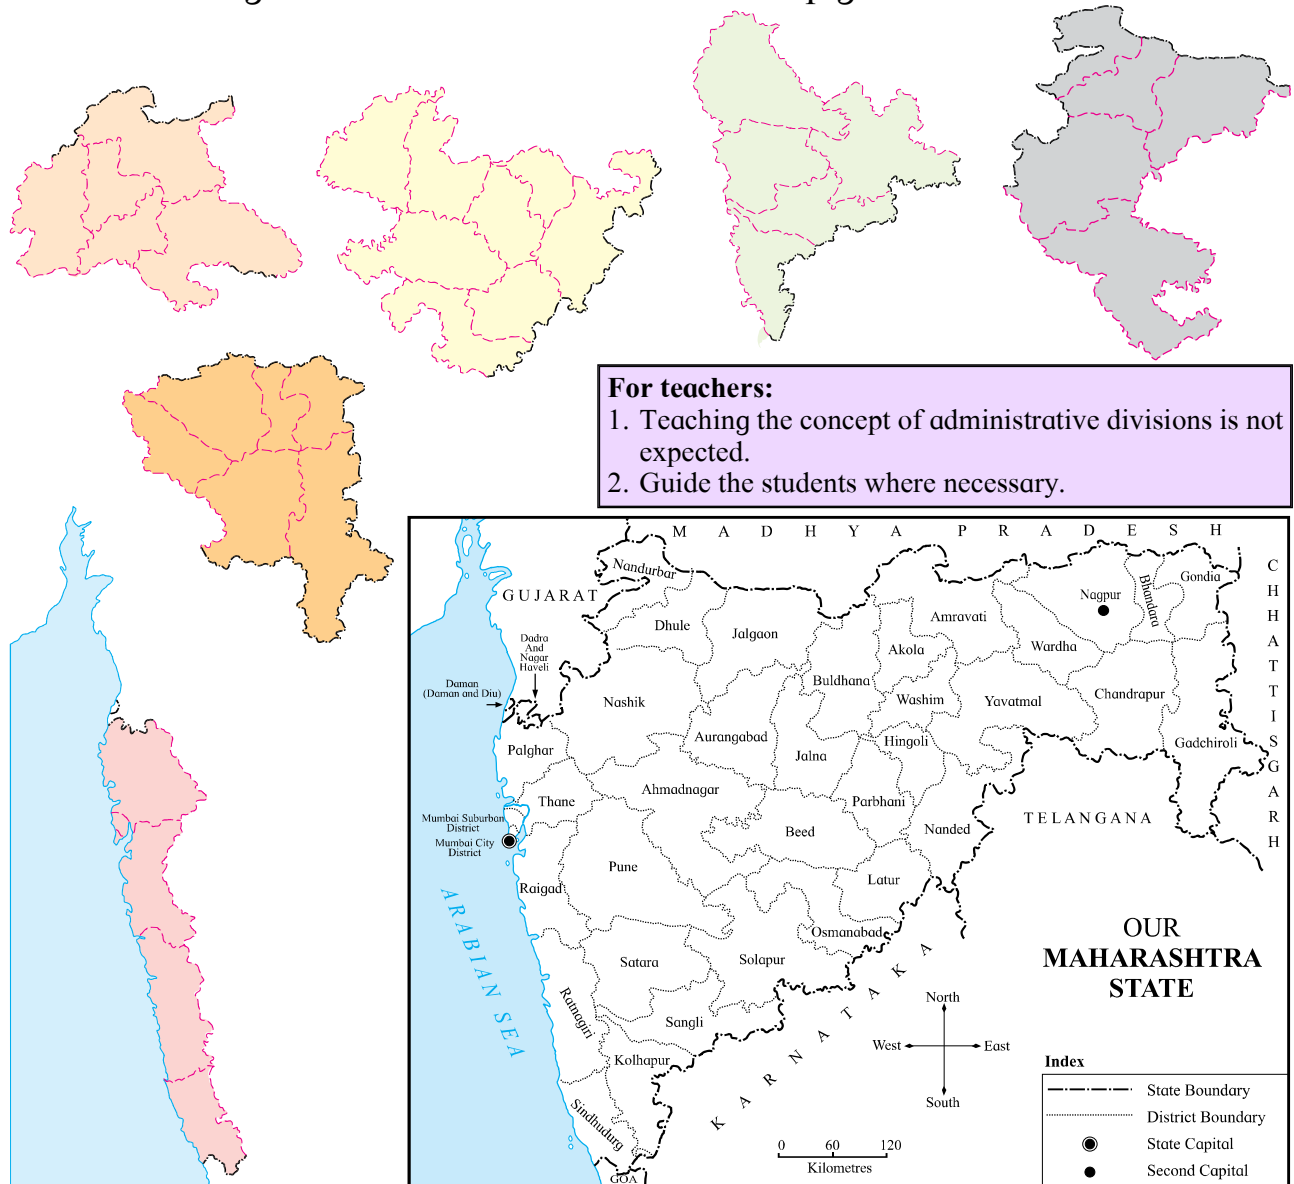 For teachers:
1. Teaching the concept of administrative divisions is not
expected.
2. Guide the students where necessary.
M A D H Y A P R A D E S H
Nandurbar
GUJARAT
Dhule
Jalgaon
Amravati
Nagpur
Bhandara
Gondia
CHHATTISGARH
Dadra
And
Nagar
Haveli
Akola
Wardha
Daman
(Daman and Diu)
Nashik
Buldhana
Washim
Yavatmal
Chandrapur
Palghar
Aurangabad
Jalna
Hingoli
Gadchiroli
Thane
Ahmadnagar
Parbhani
Mumbai Suburban
District
Mumbai City
District
Beed
Nanded
TELANGANA
Pune
Raigad
Latur
ARABIAN SEA
Osmanabad
Satara
Solapur
KARNATAKA
OUR
MAHARASHTRA
STATE
Ratnagiri
Sangli
Kolhapur
North
West
East
South
Sindhudurg
GOA
0 60 120
Kilometres
Index
State Boundary
District Boundary
State Capital
Second Capital